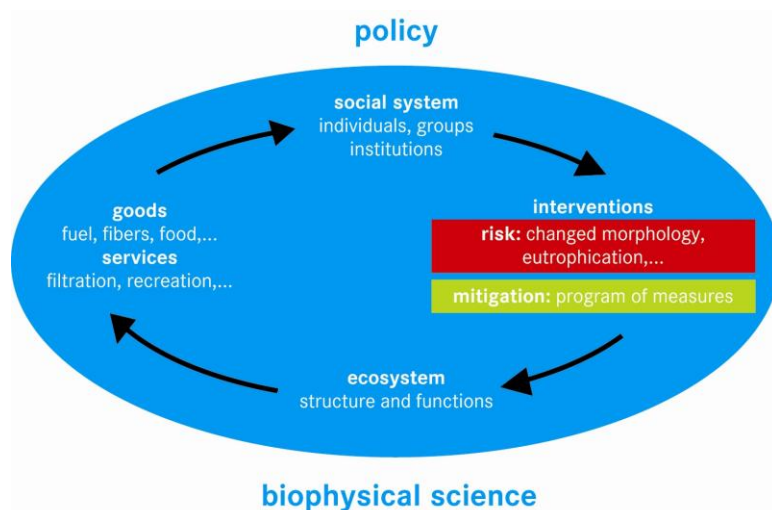 policy
social system
individuals, groups
institutions
goods
fuel, fibers, food,...
services
filtration, recreation,...
interventions
risk: changed morphology,
eutrophication,...
mitigation: program of measures
ecosystem
structure and functions
biophysical science